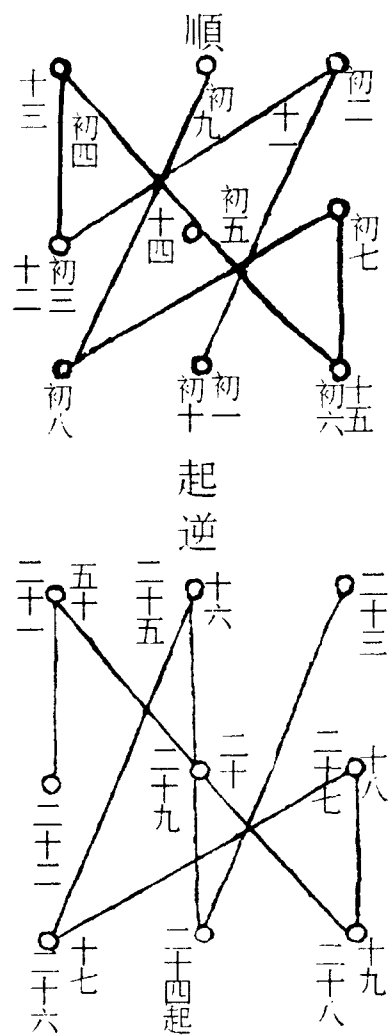 順
初二
十一
初九
十三
初四
初七
初五
十四
初三
十二
十五
初六
初一
初十
初八
起
逆
二十三
十六
二十五
五十
二十一
十八
二十七
二十
二十九
二十二
十九
二十八
二十四起
十七
二十六